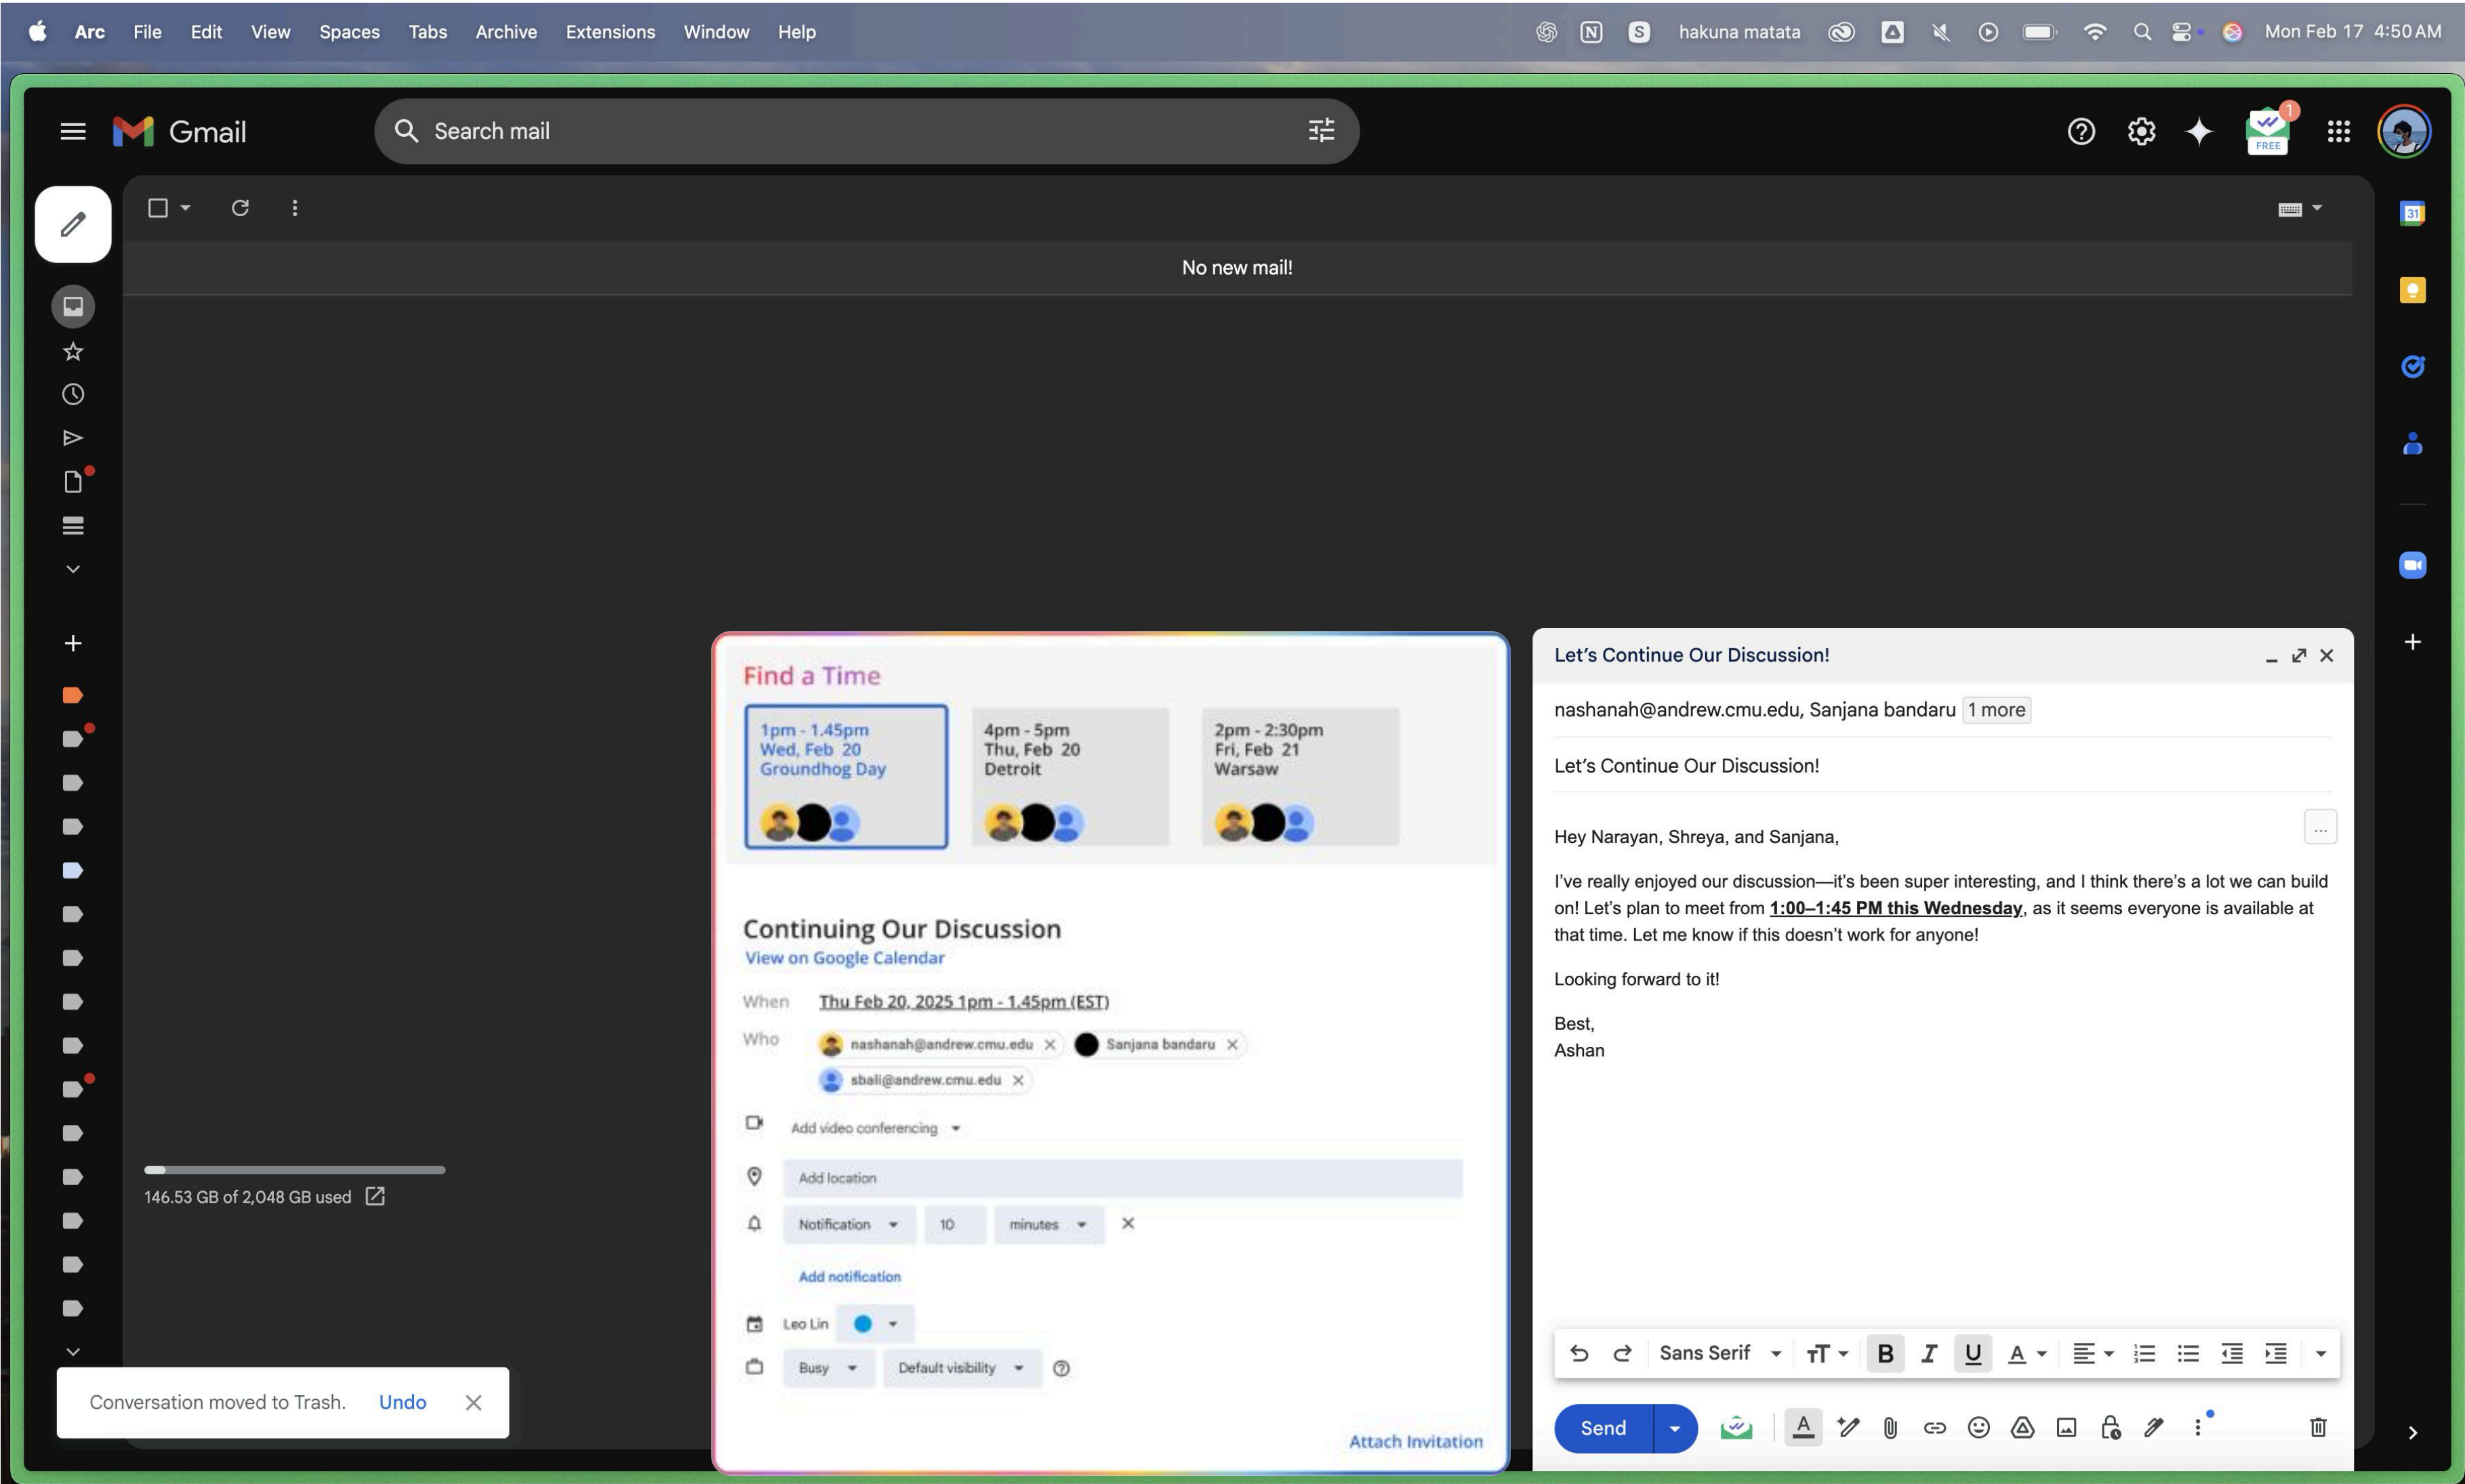 Arc File Edit View Spaces Tabs Archive Extensions Window Help hakuna matata Mon Feb 17 4:50 AM
Gmail
Search mail
1
FREE
31
No new mail!
Find a Time
1pm - 1.45pm
Wed, Feb 20
Groundhog Day
4pm - 5pm
Thu, Feb 20
Detroit
2pm - 2:30pm
Fri, Feb 21
Warsaw
Continuing Our Discussion
View on Google Calendar
When Thu Feb 20, 2025 1pm - 1.45pm (EST)
Who nashanah@andrew.cmu.edu Sanjana bandaru
sbali@andrew.cmu.edu
Add video conferencing
Add location
Notification 10 minutes
Add notification
Leo Lin
Busy Default visibility
Attach Invitation
Let’s Continue Our Discussion!
nashanah@andrew.cmu.edu, Sanjana bandaru 1 more
Let’s Continue Our Discussion!
...
Hey Narayan, Shreya, and Sanjana,
I’ve really enjoyed our discussion—it’s been super interesting, and I think there’s a lot we can build
on! Let’s plan to meet from 1:00–1:45 PM this Wednesday, as it seems everyone is available at
that time. Let me know if this doesn’t work for anyone!
Looking forward to it!
Best,
Ashan
Sans Serif
B I U A
Send
146.53 GB of 2,048 GB used
Conversation moved to Trash. Undo